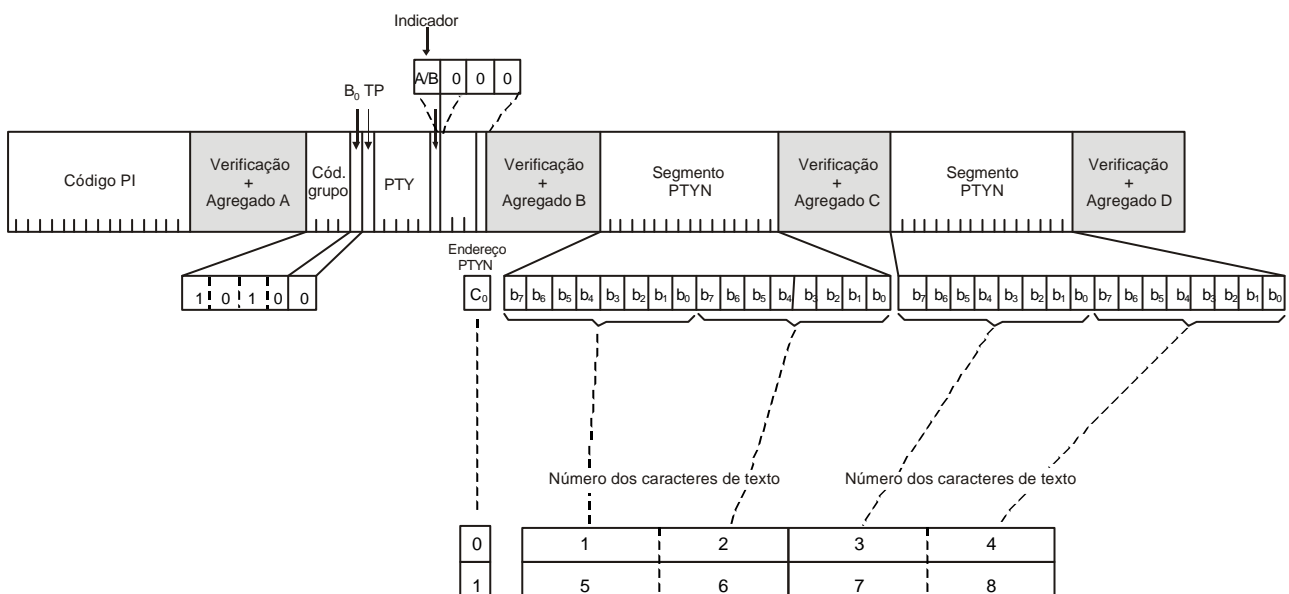 Indicador
A/B 0 0 0
B0 TP
Código PI
Verificação
+
Agregado A
Cód.
grupo
PTY
Verificação
+
Agregado B
Segmento
PTYN
Verificação
+
Agregado C
Segmento
PTYN
Verificação
+
Agregado D
Endereço
PTYN
1 0 1 0 0
C0
b7 b6 b5 b4 b3 b2 b1 b0 b7 b6 b5 b4 b3 b2 b1 b0
b7 b6 b5 b4 b3 b2 b1 b0 b7 b6 b5 b4 b3 b2 b1 b0
Número dos caracteres de texto
Número dos caracteres de texto
0 1 2 3 4
1 5 6 7 8